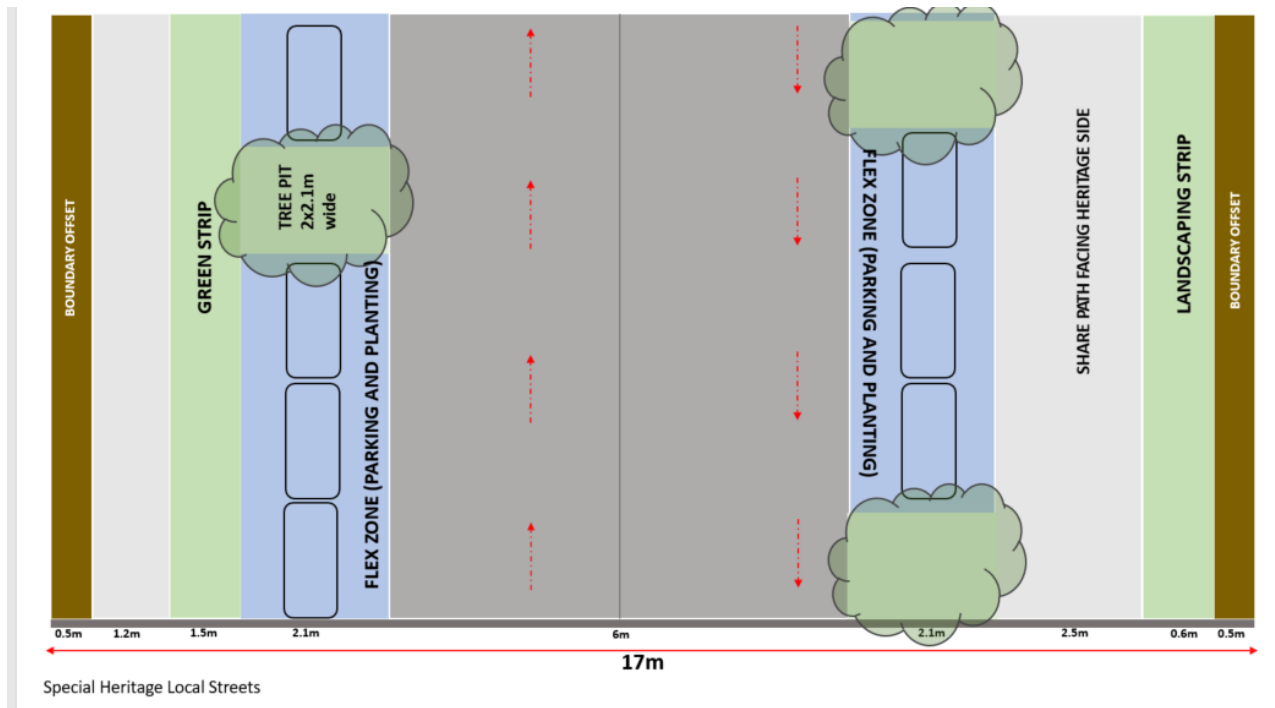 BOUNDARY OFFSET
GREEN STRIP
TREE PIT
2x2.1m
wide
FLEX ZONE (PARKING AND PLANTING)
FLEX ZONE (PARKING AND PLANTING)
SHARE PATH FACING HERITAGE SIDE
LANDSCAPING STRIP
BOUNDARY OFFSET
0.5m 1.2m 1.5m 2.1m 6m 2.1m 2.5m 0.6m 0.5m
17m
Special Heritage Local Streets